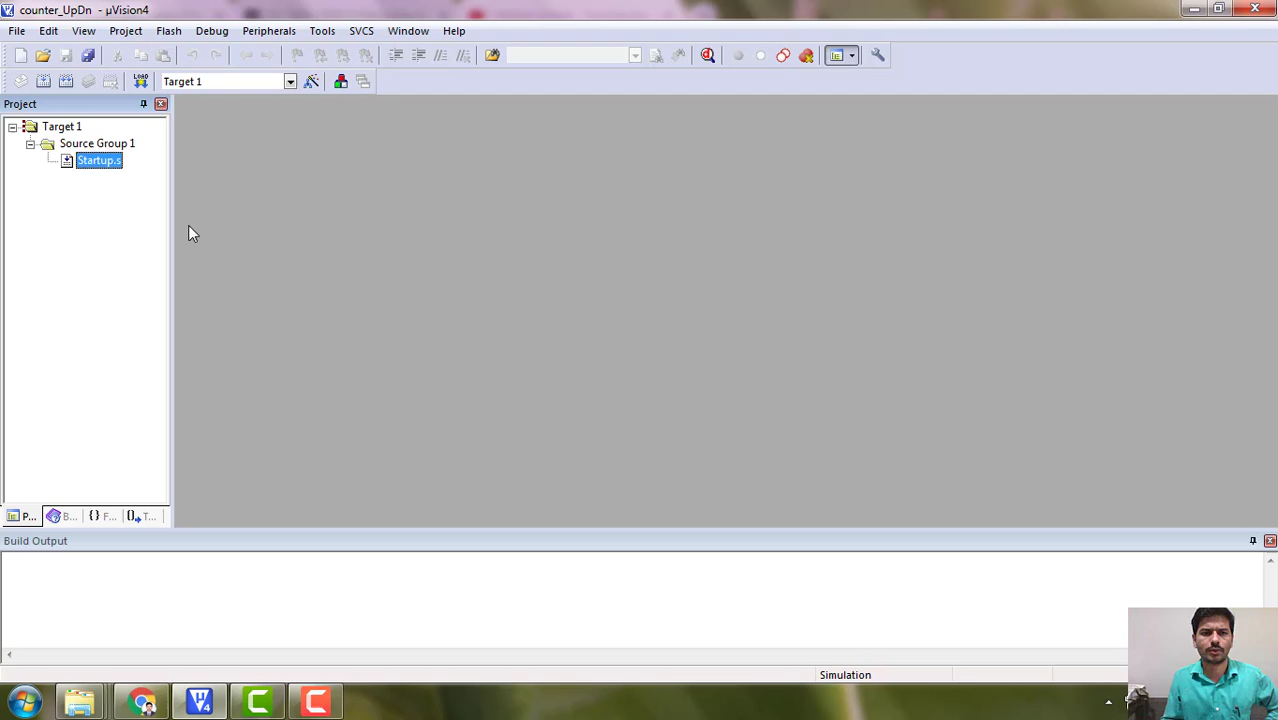 counter_UpDn - µVision4
File Edit View Project Flash Debug Peripherals Tools SVCS Window Help
LOAD Target 1
Project
Target 1
Source Group 1
Startup.s
P... B... {} F... T...
Build Output
Simulation